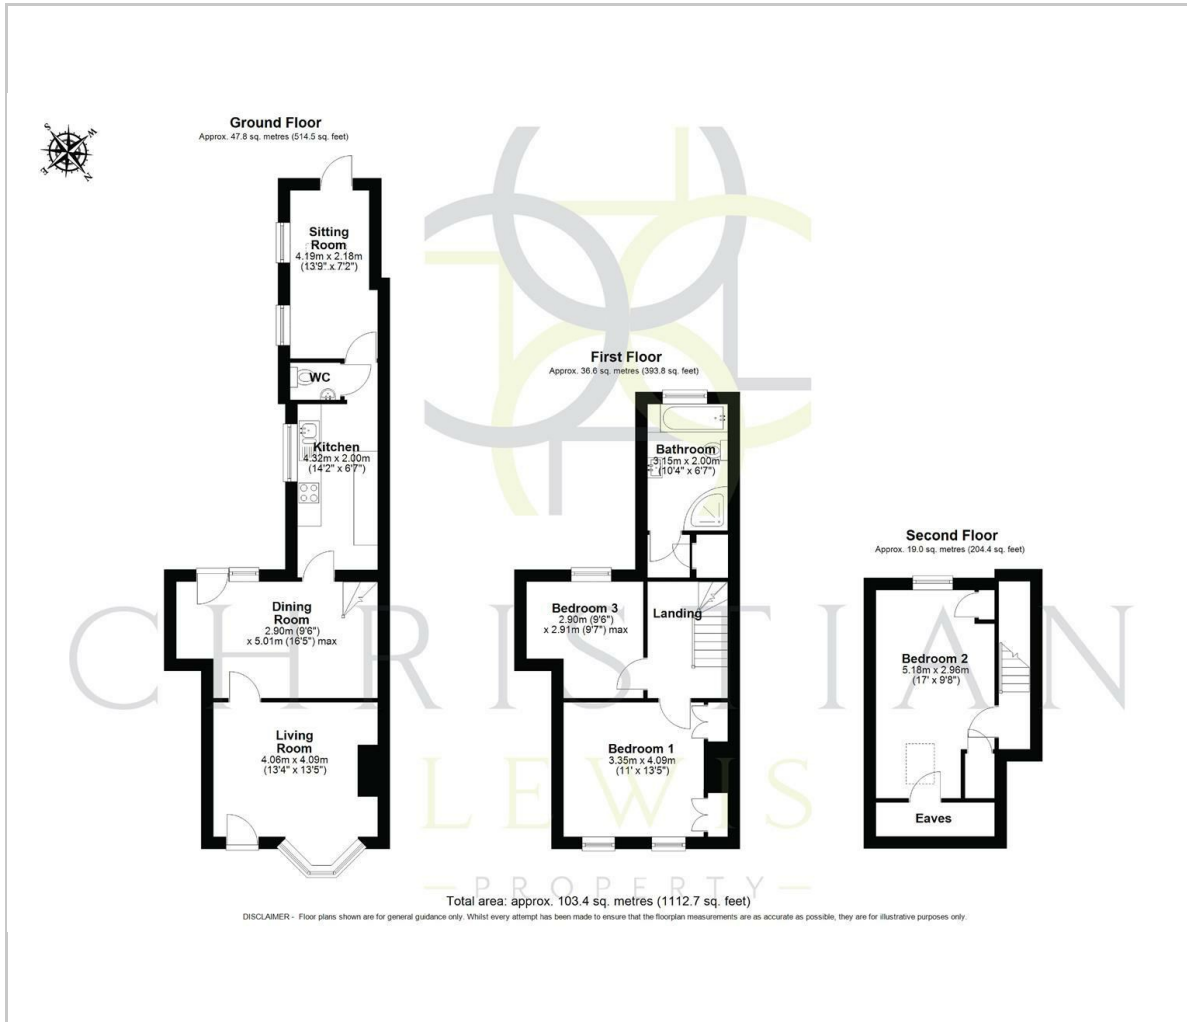 S
W
E
N
Ground Floor
Approx. 47.8 sq. metres (514.5 sq. feet)
Sitting
Room
4.19m x 2.18m
(13'9" x 7'2")
WC
Kitchen
4.32m x 2.00m
(14'2" x 6'7")
Dining
Room
2.90m (9'6")
x 5.01m (16'5") max
Living
Room
4.06m x 4.09m
(13'4" x 13'5")
First Floor
Approx. 36.6 sq. metres (393.8 sq. feet)
Bathroom
3.15m x 2.00m
(10'4" x 6'7")
Bedroom 3
2.90m (9'6")
x 2.91m (9'7") max
Landing
Bedroom 1
3.35m x 4.09m
(11' x 13'5")
Second Floor
Approx. 19.0 sq. metres (204.4 sq. feet)
Bedroom 2
5.18m x 2.96m
(17' x 9'8")
Eaves
CHRISTIAN
LEWIS
PROPERTY
Total area: approx. 103.4 sq. metres (1112.7 sq. feet)
DISCLAIMER - Floor plans shown are for general guidance only. Whilst every attempt has been made to ensure that the floorplan measurements are as accurate as possible, they are for illustrative purposes only.